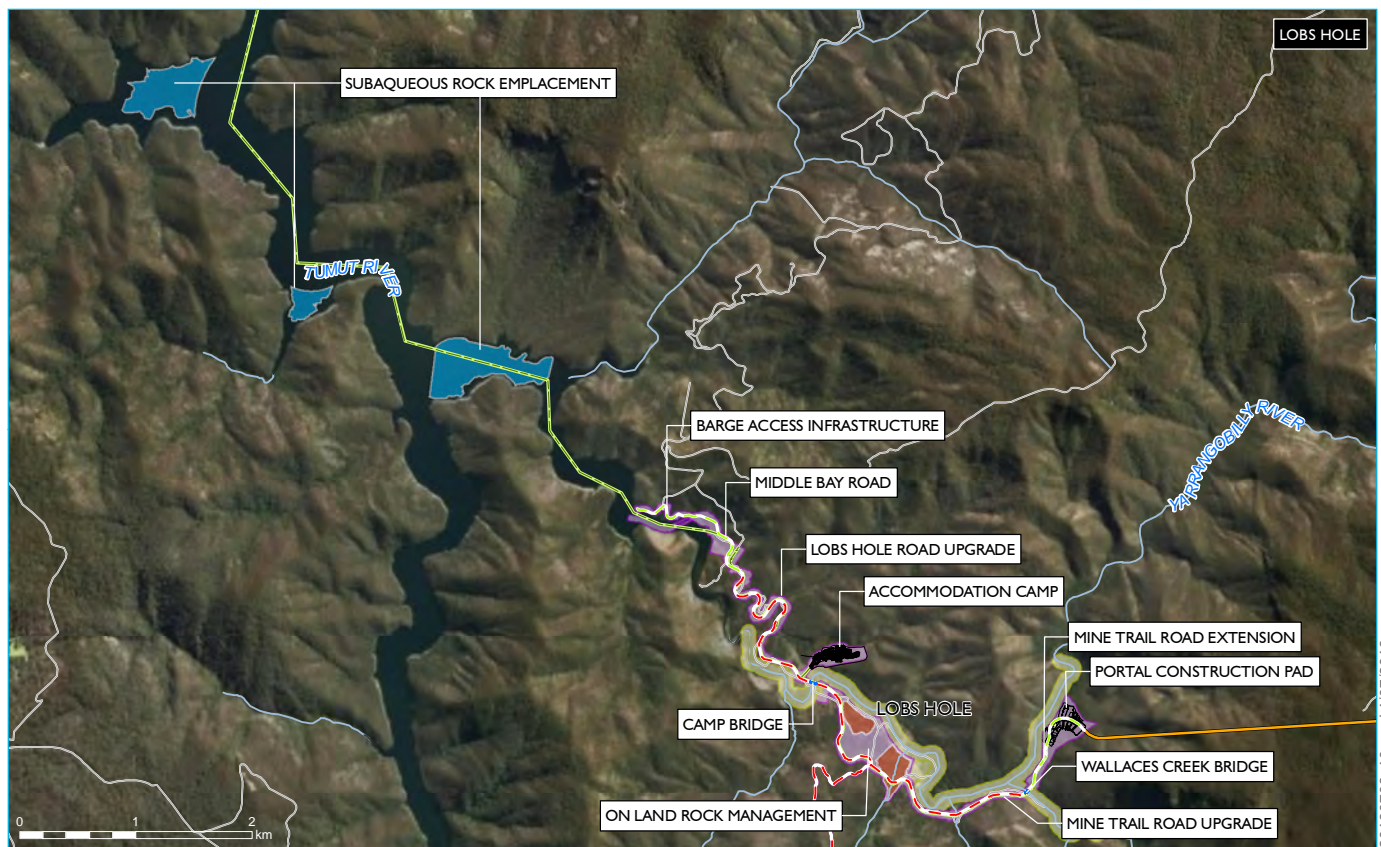 LOBS HOLE
SUBAQUEOUS ROCK EMPLACEMENT
TUMUT RIVER
BARGE ACCESS INFRASTRUCTURE
YARRANGOBILLY RIVER
MIDDLE BAY ROAD
LOBS HOLE ROAD UPGRADE
ACCOMMODATION CAMP
MINE TRAIL ROAD EXTENSION
PORTAL CONSTRUCTION PAD
LOBS HOLE
CAMP BRIDGE
WALLACES CREEK BRIDGE
ON LAND ROCK MANAGEMENT
MINE TRAIL ROAD UPGRADE
0 1 2
km